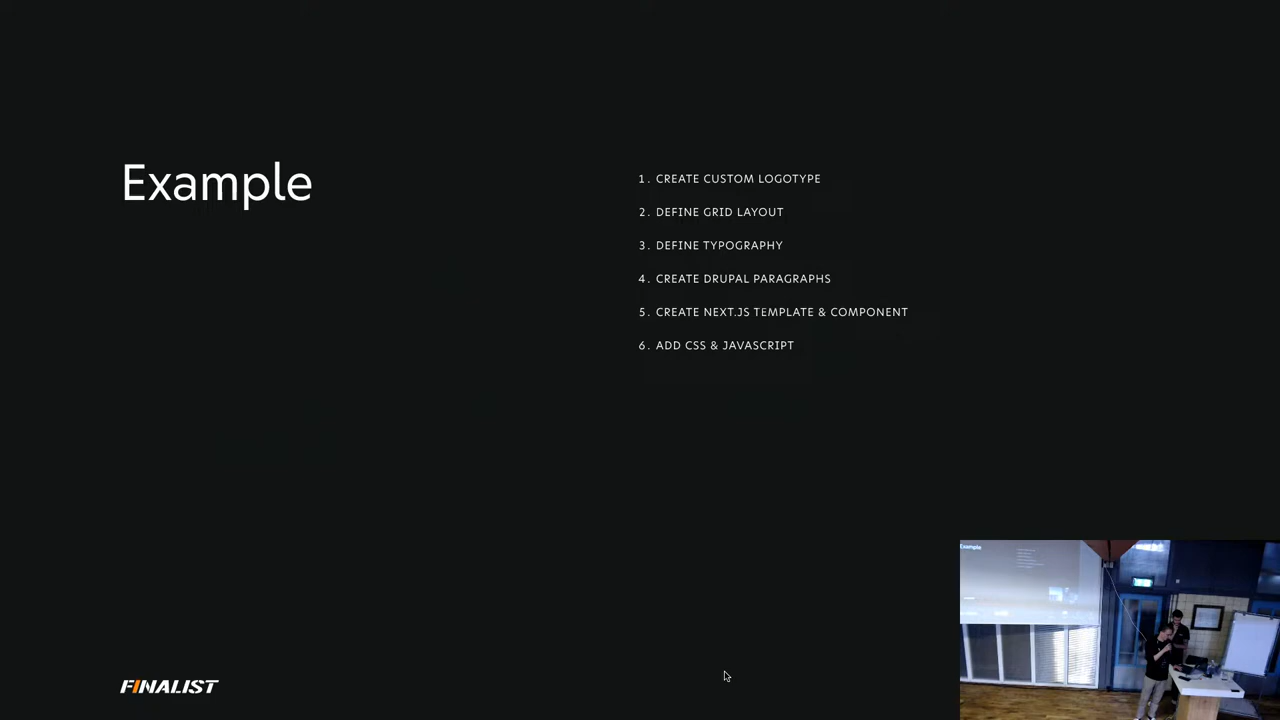 Example
1. CREATE CUSTOM LOGOTYPE
2. DEFINE GRID LAYOUT
3. DEFINE TYPOGRAPHY
4. CREATE DRUPAL PARAGRAPHS
5. CREATE NEXT.JS TEMPLATE & COMPONENT
6. ADD CSS & JAVASCRIPT
FINALIST
Example